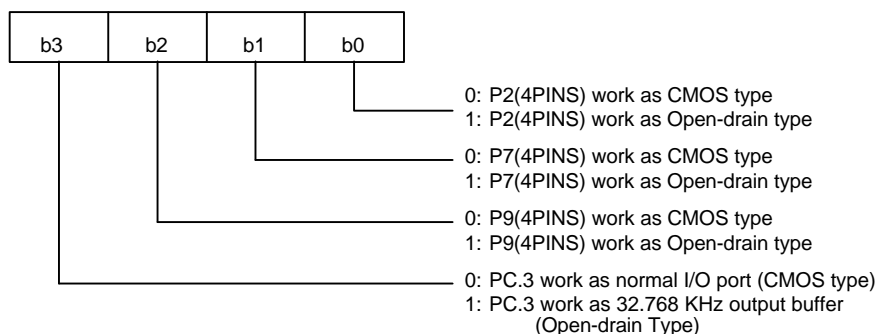 b3 b2 b1 b0
0: P2(4PINS) work as CMOS type
1: P2(4PINS) work as Open-drain type
0: P7(4PINS) work as CMOS type
1: P7(4PINS) work as Open-drain type
0: P9(4PINS) work as CMOS type
1: P9(4PINS) work as Open-drain type
0: PC.3 work as normal I/O port (CMOS type)
1: PC.3 work as 32.768 KHz output buffer
(Open-drain Type)